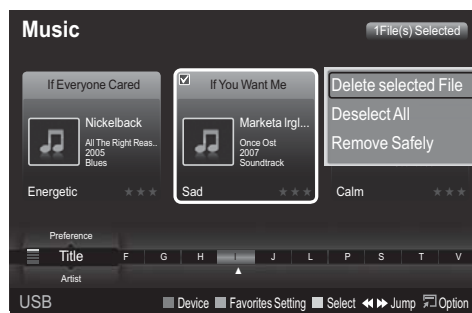 Music
1File(s) Selected
If Everyone Cared
Nickelback
All The Right Reas..
2005
Blues
Energetic
If You Want Me
Marketa Irgl...
Once Ost
2007
Soundtrack
Sad
Delete selected File
Deselect All
Remove Safely
Calm
Preference
Title
F G H I J L P S T V
Artist
USB
Device Favorites Setting Select Jump Option